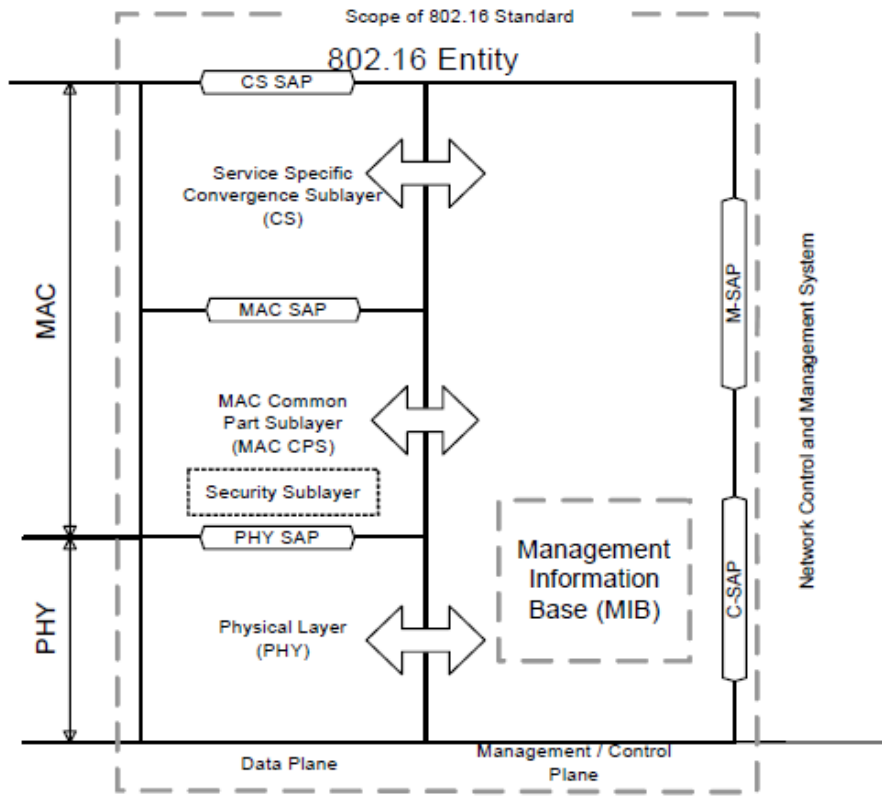 Scope of 802.16 Standard
802.16 Entity
CS SAP
Service Specific
Convergence Sublayer
(CS)
MAC
MAC SAP
M-SAP
Network Control and Management System
MAC Common
Part Sublayer
(MAC CPS)
Security Sublayer
PHY SAP
Management
Information
Base (MIB)
C-SAP
PHY
Physical Layer
(PHY)
Data Plane
Management / Control
Plane